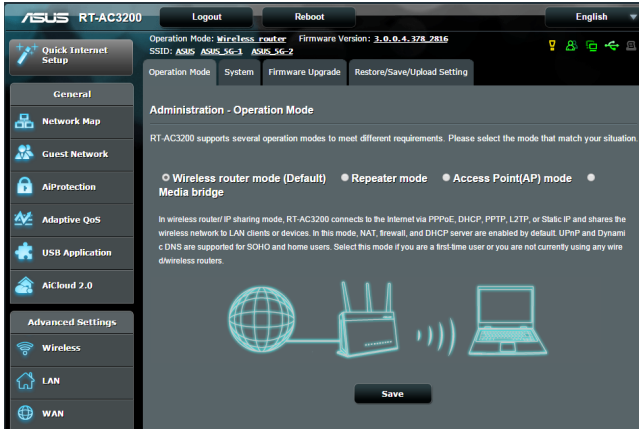 ASUS RT-AC3200 Logout Reboot English
Operation Mode: Wireless router Firmware Version: 3.0.0.4.378_2816
SSID: ASUS ASUS_5G-1 ASUS_5G-2
Quick Internet
Setup
Operation Mode System Firmware Upgrade Restore/Save/Upload Setting
General
Network Map
Guest Network
AiProtection
Adaptive QoS
USB Application
AiCloud 2.0
Advanced Settings
Wireless
LAN
WAN
Administration - Operation Mode
RT-AC3200 supports several operation modes to meet different requirements. Please select the mode that match your situation.
Wireless router mode (Default) Repeater mode Access Point(AP) mode
Media bridge
In wireless router/ IP sharing mode, RT-AC3200 connects to the Internet via PPPoE, DHCP, PPTP, L2TP, or Static IP and shares the
wireless network to LAN clients or devices. In this mode, NAT, firewall, and DHCP server are enabled by default. UPnP and Dynami
c DNS are supported for SOHO and home users. Select this mode if you are a first-time user or you are not currently using any wire
d/wireless routers.
Save